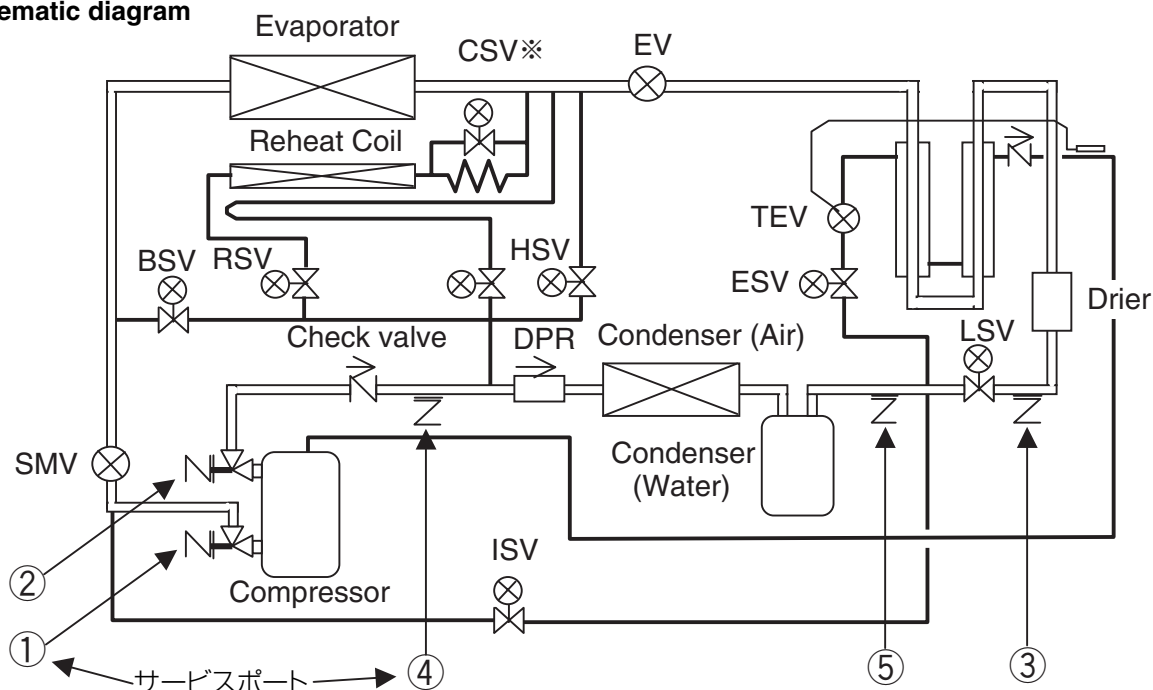 ematic diagram
Evaporator
CSV※
EV
Reheat Coil
TEV
BSV
RSV
HSV
ESV
Drier
Check valve
DPR
Condenser (Air)
LSV
SMV
Condenser
(Water)
②
ISV
Compressor
①
サービスポート
④
⑤
③